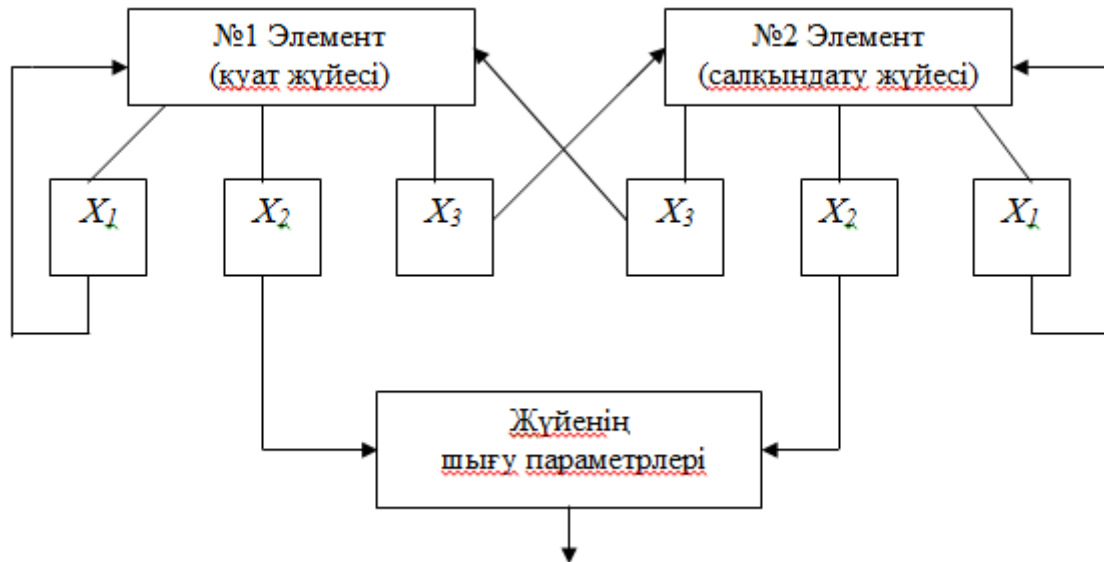 №1 Элемент
(қуат жүйесі)
№2 Элемент
(салқындату жүйесі)
X1
X2
X3
X3
X2
X1
Жүйенің
шығу параметрлері